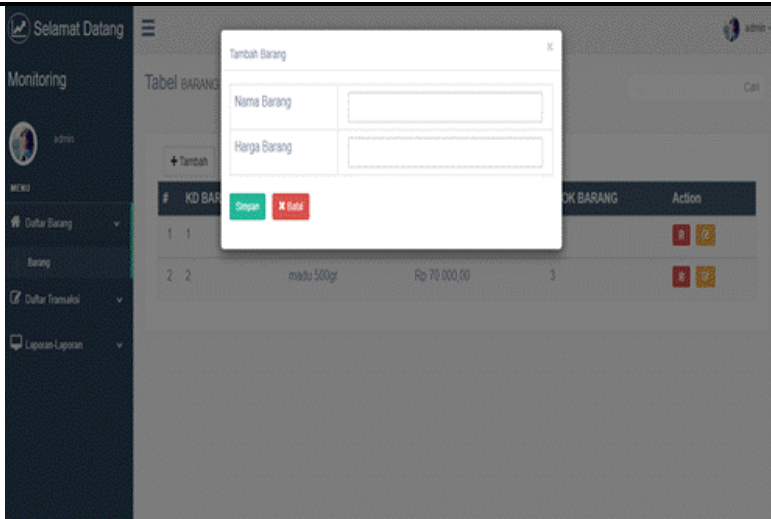 Selamat Datang
admin
Monitoring
admin
MENU
Daftar Barang
Barang
Daftar Transaksi
Laporan-Laporan
Tabel BARANG
Cari
Tambah
# KD BAR OK BARANG Action
1 1
2 2 madu 500gr Rp 70.000,00 3
Tambah Barang X
Nama Barang
Harga Barang
Simpan X Batal